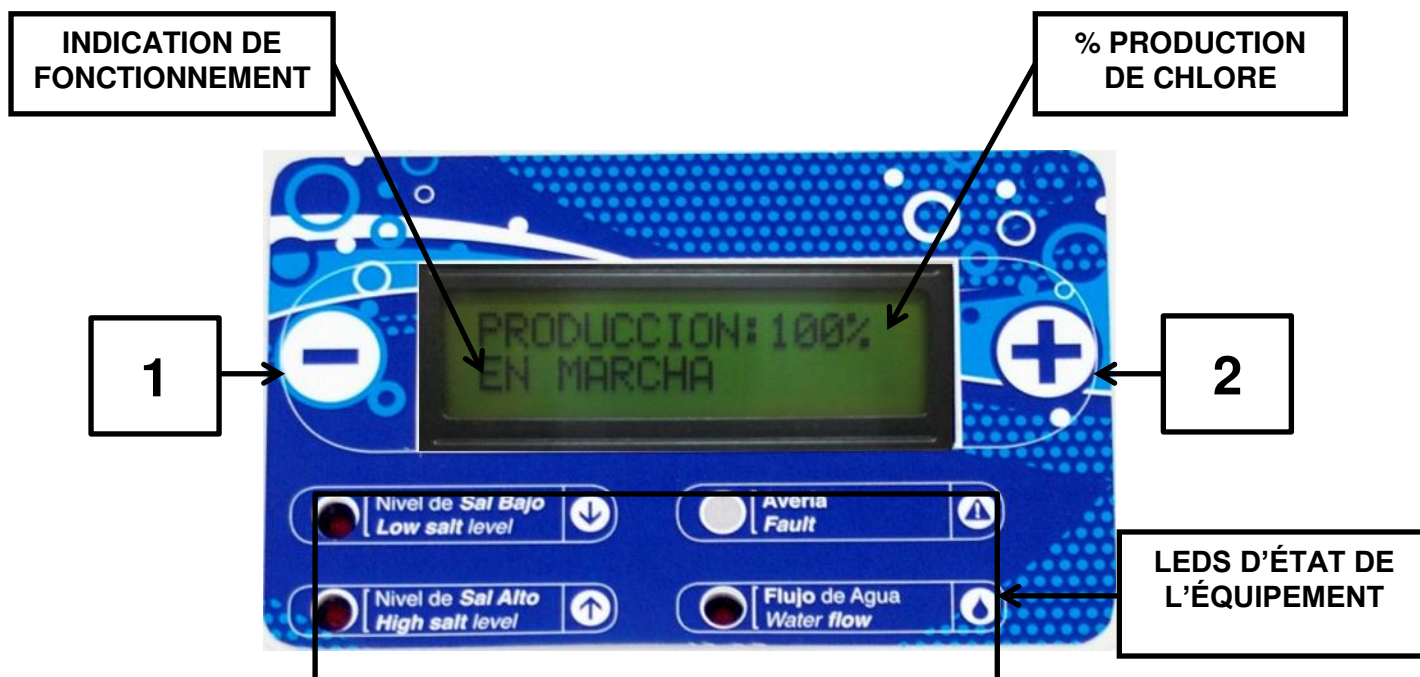 INDICATION DE
FONCTIONNEMENT
% PRODUCTION
DE CHLORE
1
PRODUCCION:100%
EN MARCHA
2
Nivel de Sal Bajo
Low salt level
Avería
Fault
Nivel de Sal Alto
High salt level
Flujo de Agua
Water flow
LEDS D’ÉTAT DE
L’ÉQUIPEMENT